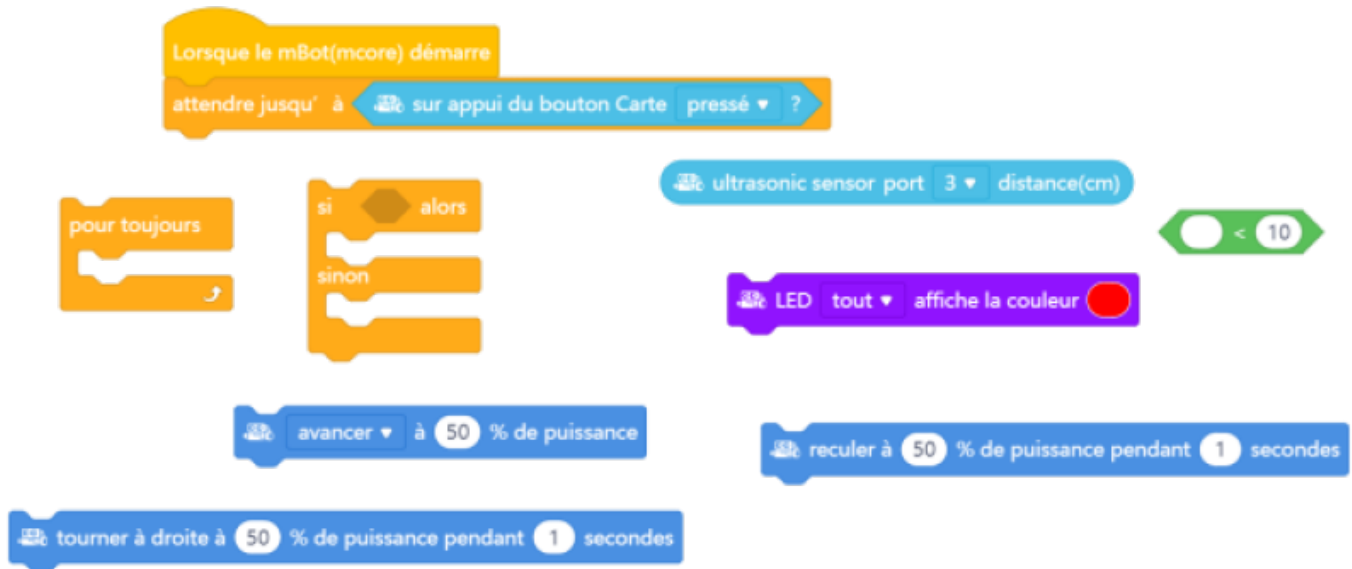 Lorsque le mBot(mcore) démarre
attendre jusqu' à sur appui du bouton Carte pressé ▾ ?
ultrasonic sensor port 3 ▾ distance(cm)
si alors
pour toujours
< 10
sinon
LED tout ▾ affiche la couleur
avancer ▾ à 50 % de puissance
reculer à 50 % de puissance pendant 1 secondes
tourner à droite à 50 % de puissance pendant 1 secondes